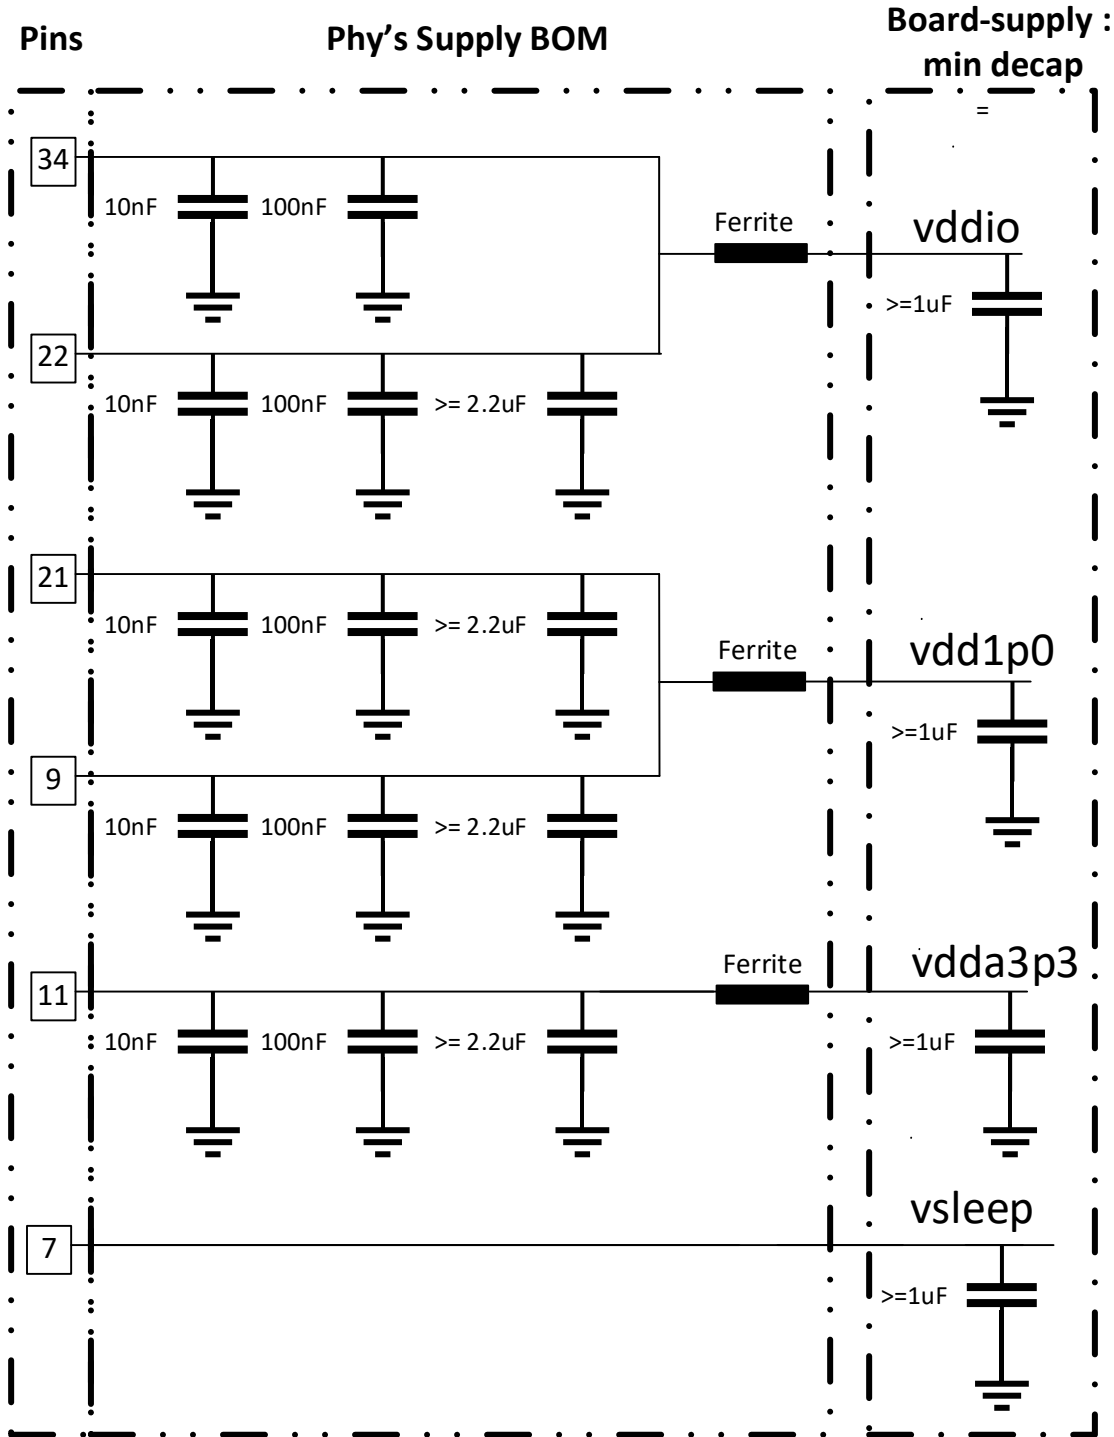 Pins
Phy's Supply BOM
Board-supply :
min decap
=
34
10nF
100nF
Ferrite
vddio
>=1uF
22
10nF
100nF
>= 2.2uF
21
10nF
100nF
>= 2.2uF
Ferrite
vdd1p0
>=1uF
9
10nF
100nF
>= 2.2uF
11
10nF
100nF
>= 2.2uF
Ferrite
vdda3p3
>=1uF
7
vsleep
>=1uF